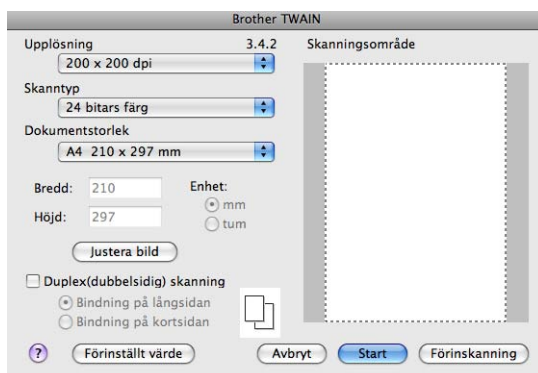 Brother TWAIN
Upplösning 3.4.2
200 x 200 dpi
Skanntyp
24 bitars färg
Dokumentstorlek
A4 210 x 297 mm
Bredd: 210
Höjd: 297
Enhet:
mm
tum
Justera bild
Duplex(dubbelsidig) skanning
Bindning på långsidan
Bindning på kortsidan
Skanningsområde
? Förinställt värde Avbryt Start Förinskanning